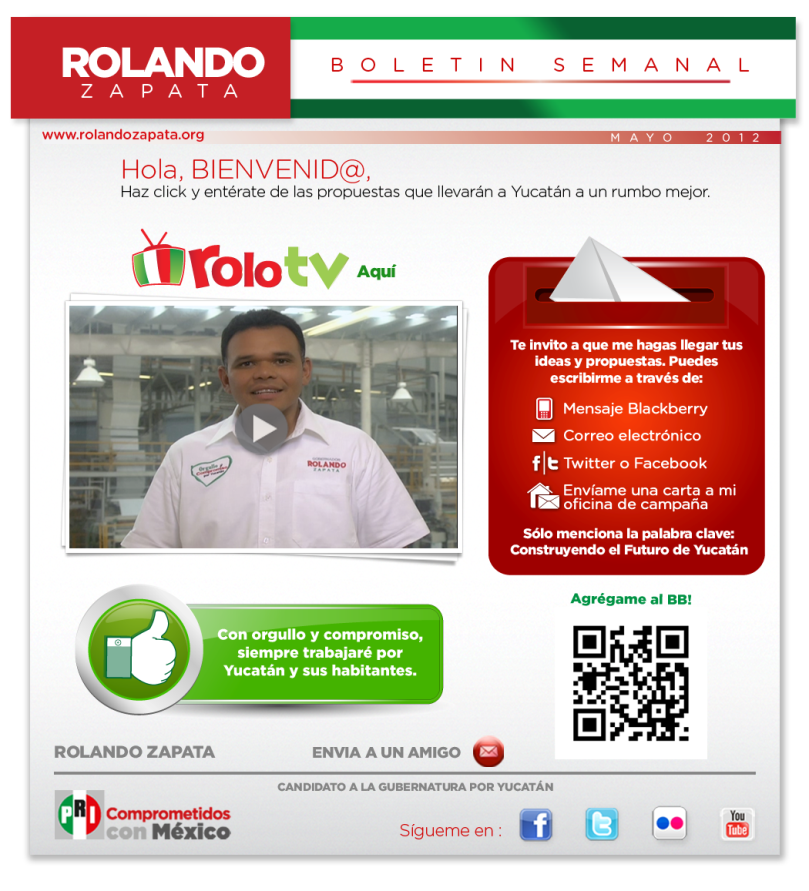 ROLANDO
ZAPATA
BOLETIN SEMANAL
www.rolandozapata.org
MAYO 2012
Hola, BIENVENID@,
Haz click y entérate de las propuestas que llevarán a Yucatán a un rumbo mejor.
rolotv Aquí
ROLANDO
ZAPATA
Te invito a que me hagas llegar tus
ideas y propuestas. Puedes
escribirme a través de:
Mensaje Blackberry
Correo electrónico
Twitter o Facebook
Envíame una carta a mi
oficina de campaña
Sólo menciona la palabra clave:
Construyendo el Futuro de Yucatán
Con orgullo y compromiso,
siempre trabajaré por
Yucatán y sus habitantes.
Agrégame al BB!
ROLANDO ZAPATA
ENVIA A UN AMIGO
CANDIDATO A LA GUBERNATURA POR YUCATÁN
PRI
Comprometidos
con México
Sígueme en :
You
Tube